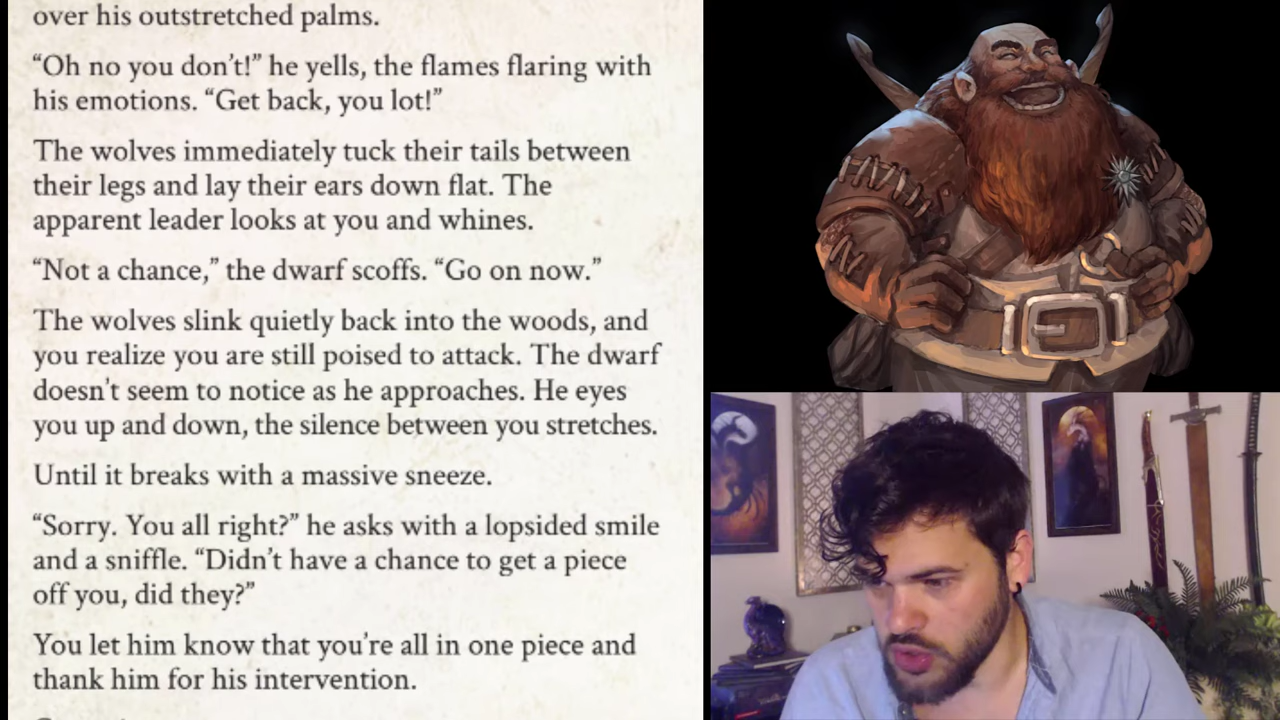 over his outstretched palms.
“Oh no you don’t!” he yells, the flames flaring with
his emotions. “Get back, you lot!”
The wolves immediately tuck their tails between
their legs and lay their ears down flat. The
apparent leader looks at you and whines.
“Not a chance,” the dwarf scoffs. “Go on now.”
The wolves slink quietly back into the woods, and
you realize you are still poised to attack. The dwarf
doesn’t seem to notice as he approaches. He eyes
you up and down, the silence between you stretches.
Until it breaks with a massive sneeze.
“Sorry. You all right?” he asks with a lopsided smile
and a sniffle. “Didn’t have a chance to get a piece
off you, did they?”
You let him know that you’re all in one piece and
thank him for his intervention.